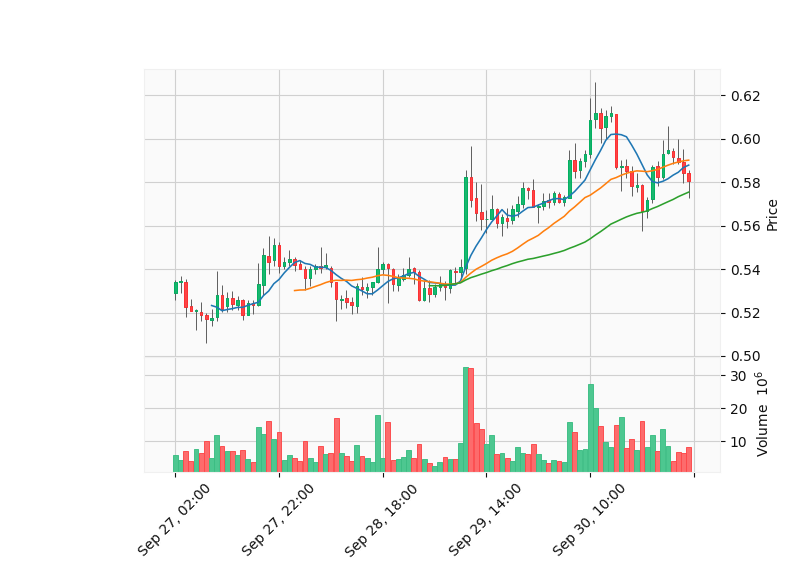 0.62
0.60
0.58
0.56
0.54
0.52
0.50
Price
30
20
10
Volume 10^6
Sep 27, 02:00
Sep 27, 22:00
Sep 28, 18:00
Sep 29, 14:00
Sep 30, 10:00